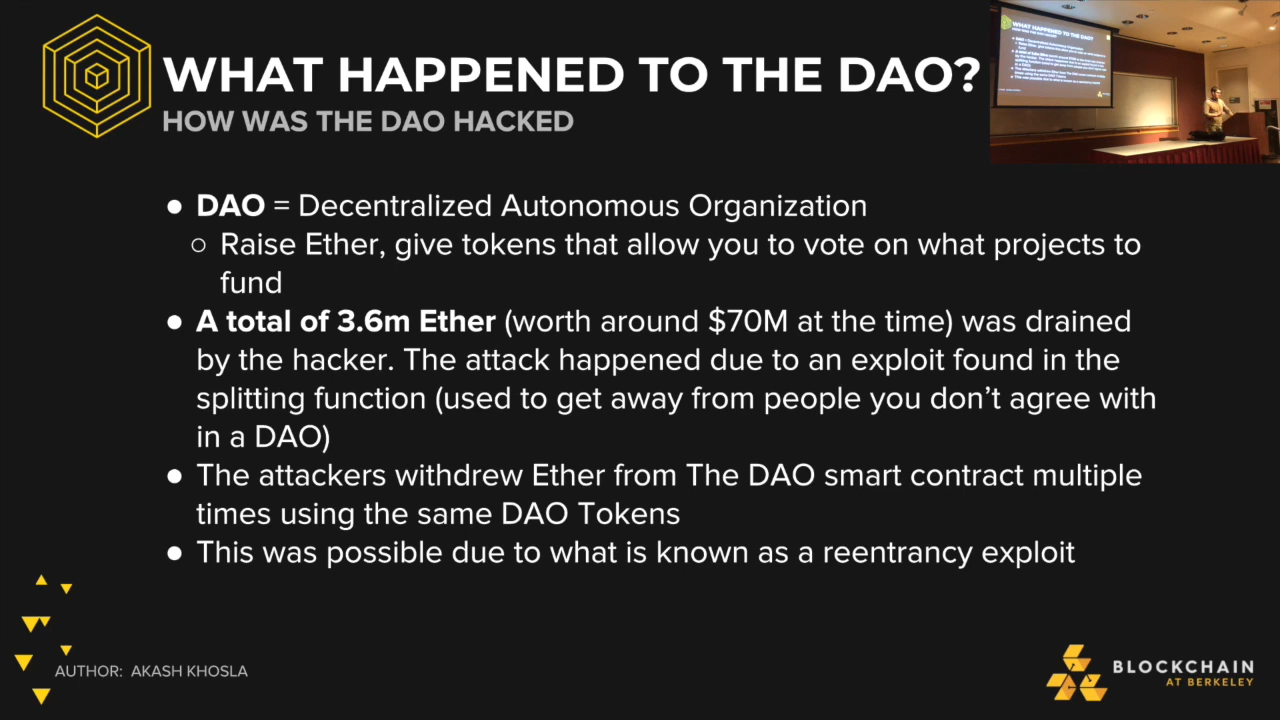 WHAT HAPPENED TO THE DAO?
HOW WAS THE DAO HACKED
● DAO = Decentralized Autonomous Organization
○ Raise Ether, give tokens that allow you to vote on what projects to
fund
● A total of 3.6m Ether (worth around $70M at the time) was drained
by the hacker. The attack happened due to an exploit found in the
splitting function (used to get away from people you don’t agree with
in a DAO)
● The attackers withdrew Ether from The DAO smart contract multiple
times using the same DAO Tokens
● This was possible due to what is known as a reentrancy exploit
AUTHOR: AKASH KHOSLA
BLOCKCHAIN
AT BERKELEY
WHAT HAPPENED TO THE DAO?